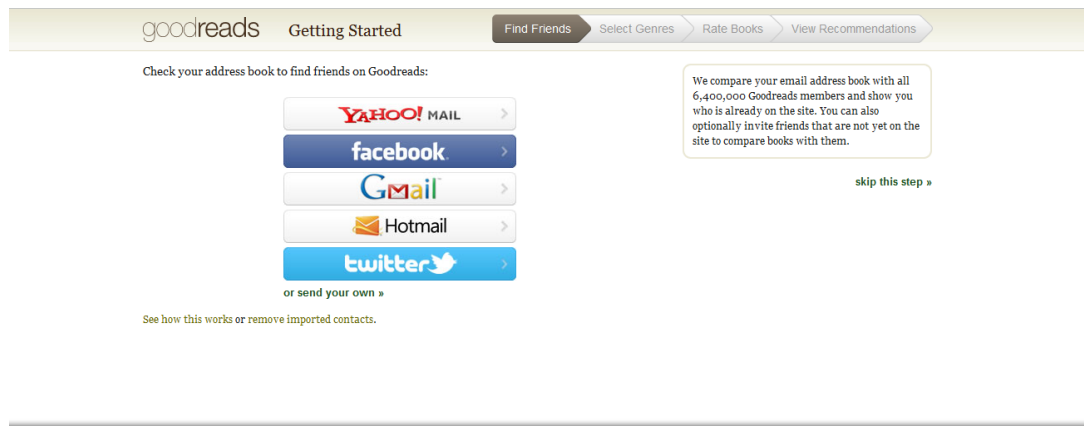 goodreads Getting Started Find Friends Select Genres Rate Books View Recommendations
Check your address book to find friends on Goodreads:
YAHOO! MAIL
facebook
Gmail
Hotmail
twitter
or send your own »
See how this works or remove imported contacts.
We compare your email address book with all
6,400,000 Goodreads members and show you
who is already on the site. You can also
optionally invite friends that are not yet on the
site to compare books with them.
skip this step »